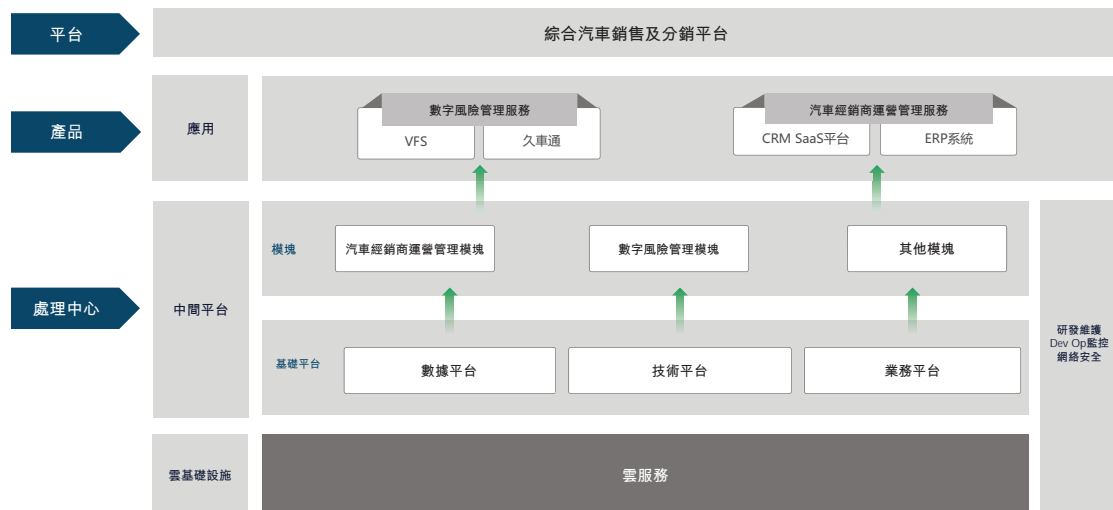 平台
綜合汽車銷售及分銷平台
產品
應用
數字風險管理服務
VFS
久車通
汽車經銷商運營管理服務
CRM SaaS平台
ERP系統
處理中心
中間平台
模塊
汽車經銷商運營管理模塊
數字風險管理模塊
其他模塊
基礎平台
數據平台
技術平台
業務平台
研發維護
Dev Op監控
網絡安全
雲基礎設施
雲服務